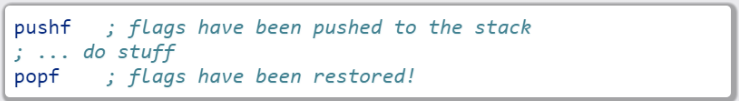 pushf   ; flags have been pushed to the stack
; ... do stuff
popf    ; flags have been restored!